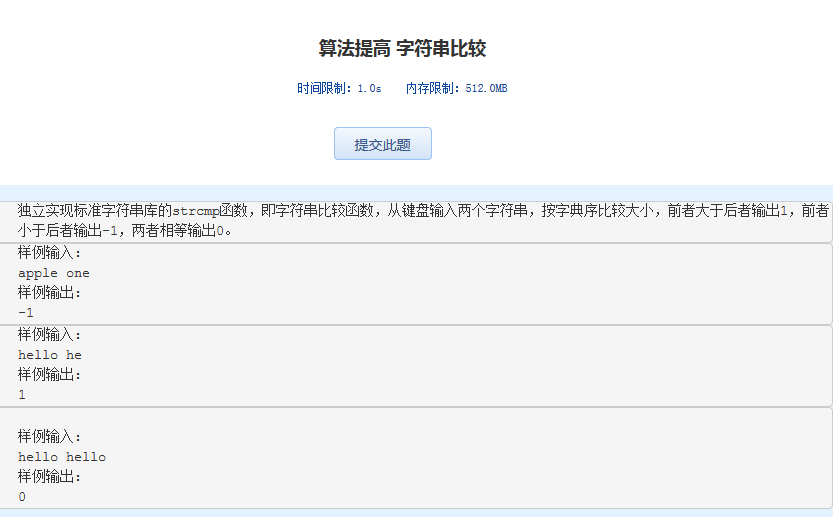 算法提高 字符串比较
时间限制：1.0s 内存限制：512.0MB
提交此题
独立实现标准字符串库的strcmp函数，即字符串比较函数，从键盘输入两个字符串，按字典序比较大小，前者大于后者输出1，前者
小于后者输出-1，两者相等输出0。
样例输入：
apple one
样例输出：
-1
样例输入：
hello he
样例输出：
1
样例输入：
hello hello
样例输出：
0